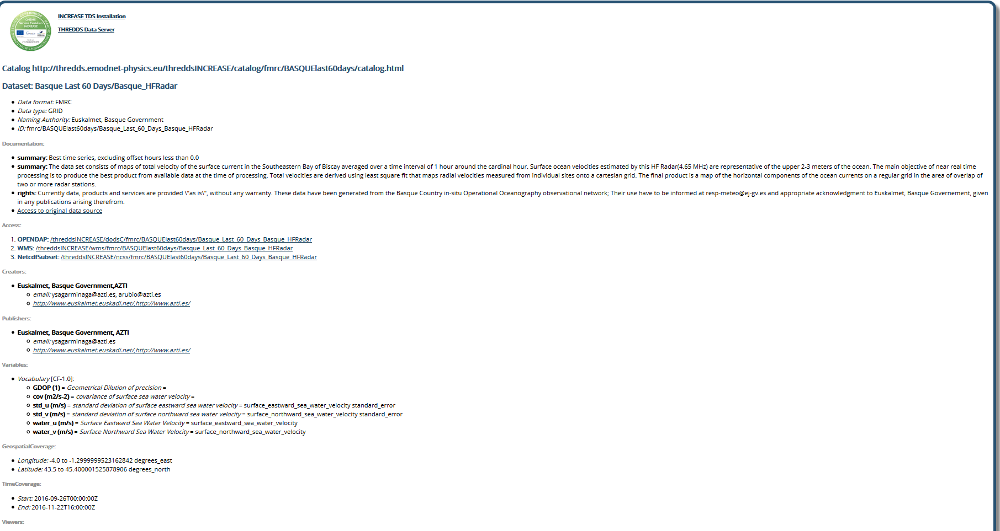 CMEMS
Service Evolution
INCREASE
INCREASE TDS Installation
THREDDS Data Server
Catalog http://thredds.emodnet-physics.eu/threddsINCREASE/catalog/fmrc/BASQUElast60days/catalog.html
Dataset: Basque Last 60 Days/Basque_HFRadar
• Data format: FMRC
• Data type: GRID
• Naming Authority: Euskalmet, Basque Government
• ID: fmrc/BASQUElast60days/Basque_Last_60_Days_Basque_HFRadar
Documentation:
• summary: Best time series, excluding offset hours less than 0.0
• summary: The data set consists of maps of total velocity of the surface current in the Southeastern Bay of Biscay averaged over a time interval of 1 hour around the cardinal hour. Surface ocean velocities estimated by this HF Radar(4.65 MHz) are representative of the upper 2-3 meters of the ocean. The main objective of near real time
processing is to produce the best product from available data at the time of processing. Total velocities are derived using least square fit that maps radial velocities measured from individual sites onto a cartesian grid. The final product is a map of the horizontal components of the ocean currents on a regular grid in the area of overlap of
two or more radar stations.
• rights: Currently data, products and services are provided \"as is\", without any warranty. These data have been generated from the Basque Country in-situ Operational Oceanography observational network; Their use have to be informed at resp-meteo@ej-gv.es and appropriate acknowledgment to Euskalmet, Basque Governement, given
in any publications arising therefrom.
• Access to original data source
Access:
1. OPENDAP: /threddsINCREASE/dodsC/fmrc/BASQUElast60days/Basque_Last_60_Days_Basque_HFRadar
2. WMS: /threddsINCREASE/wms/fmrc/BASQUElast60days/Basque_Last_60_Days_Basque_HFRadar
3. NetcdfSubset: /threddsINCREASE/ncss/fmrc/BASQUElast60days/Basque_Last_60_Days_Basque_HFRadar
Creators:
• Euskalmet, Basque Government,AZTI
email: ysagarminaga@azti.es, arubio@azti.es
http://www.euskalmet.euskadi.net/,http://www.azti.es/
Publishers:
• Euskalmet, Basque Government, AZTI
email: ysagarminaga@azti.es
http://www.euskalmet.euskadi.net/,http://www.azti.es/
Variables:
• Vocabulary [CF-1.0]:
GDOP (1) = Geometrical Dilution of precision =
cov (m2/s-2) = covariance of surface sea water velocity =
std_u (m/s) = standard deviation of surface eastward sea water velocity = surface_eastward_sea_water_velocity standard_error
std_v (m/s) = standard deviation of surface northward sea water velocity = surface_northward_sea_water_velocity standard_error
water_u (m/s) = Surface Eastward Sea Water Velocity = surface_eastward_sea_water_velocity
water_v (m/s) = Surface Northward Sea Water Velocity = surface_northward_sea_water_velocity
GeospatialCoverage:
• Longitude: -4.0 to -1.2999999523162842 degrees_east
• Latitude: 43.5 to 45.400001525878906 degrees_north
TimeCoverage:
• Start: 2016-09-26T00:00:00Z
• End: 2016-11-22T16:00:00Z
Viewers: